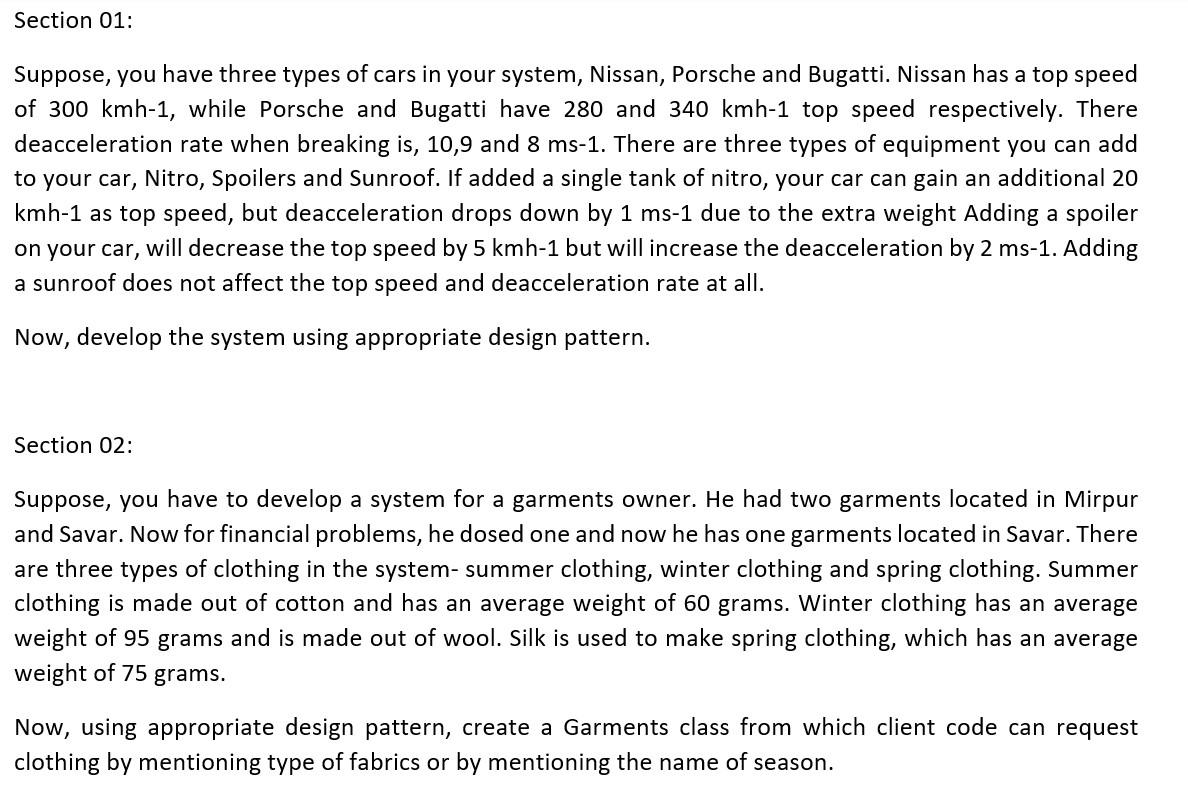 Section 01:
Suppose, you have three types of cars in your system, Nissan, Porsche and Bugatti. Nissan has a top speed
of 300 kmh-1, while Porsche and Bugatti have 280 and 340 kmh-1 top speed respectively. There
deacceleration rate when breaking is, 10,9 and 8 ms-1. There are three types of equipment you can add
to your car, Nitro, Spoilers and Sunroof. If added a single tank of nitro, your car can gain an additional 20
kmh-1 as top speed, but deacceleration drops down by 1 ms-1 due to the extra weight Adding a spoiler
on your car, will decrease the top speed by 5 kmh-1 but will increase the deacceleration by 2 ms-1. Adding
a sunroof does not affect the top speed and deacceleration rate at all.
Now, develop the system using appropriate design pattern.
Section 02:
Suppose, you have to develop a system for a garments owner. He had two garments located in Mirpur
and Savar. Now for financial problems, he dosed one and now he has one garments located in Savar. There
are three types of clothing in the system- summer clothing, winter clothing and spring clothing. Summer
clothing is made out of cotton and has an average weight of 60 grams. Winter clothing has an average
weight of 95 grams and is made out of wool. Silk is used to make spring clothing, which has an average
weight of 75 grams.
Now, using appropriate design pattern, create a Garments class from which client code can request
clothing by mentioning type of fabrics or by mentioning the name of season.